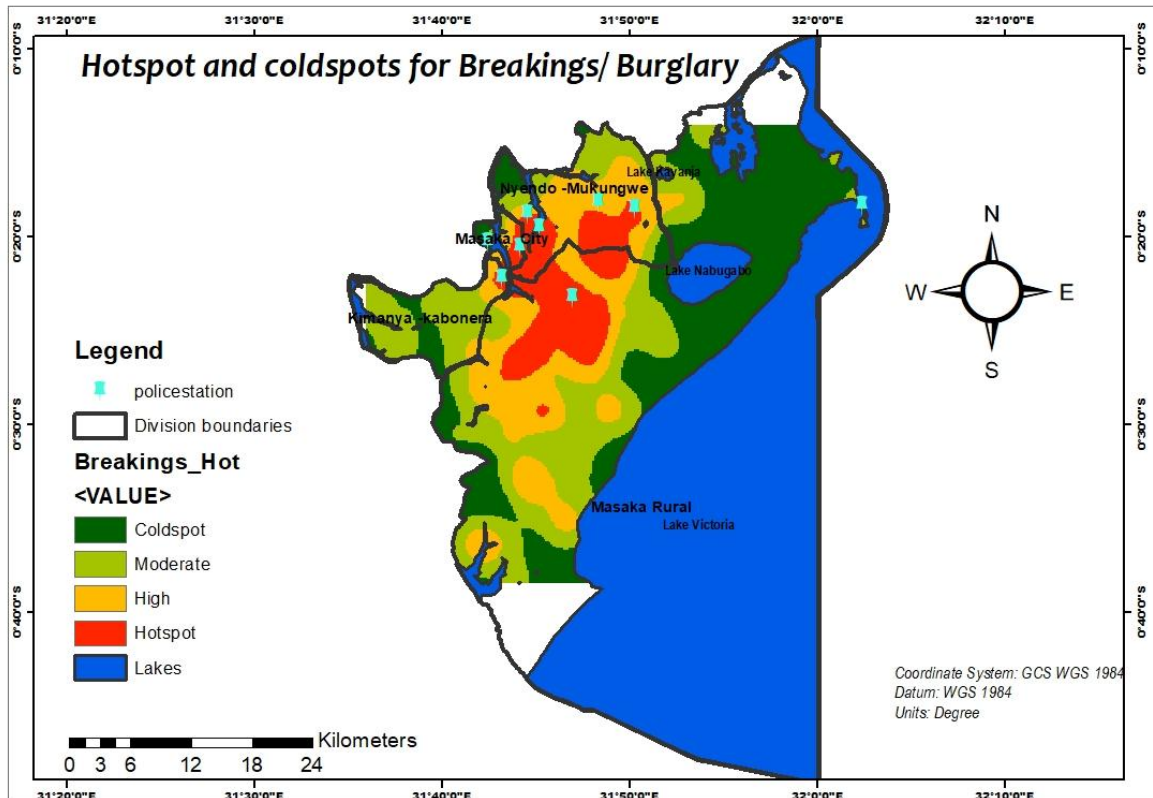 31°20'0"E 31°30'0"E 31°40'0"E 31°50'0"E 32°0'0"E 32°10'0"E
Hotspot and coldspots for Breakings/ Burglary
0°10'0"S 0°10'0"S
Lake Kayanja
Nyendo -Mukungwe
0°20'0"S 0°20'0"S
Masaka City
Lake Nabugabo
N
W E
S
Kimanya -kabonera
Legend
policestation
Division boundaries
0°30'0"S 0°30'0"S
Breakings_Hot
<VALUE>
Masaka Rural
Lake Victoria
Coldspot
Moderate
High
Hotspot
Lakes
0°40'0"S 0°40'0"S
Coordinate System: GCS WGS 1984
Datum: WGS 1984
Units: Degree
Kilometers
0 3 6 12 18 24
31°20'0"E 31°30'0"E 31°40'0"E 31°50'0"E 32°0'0"E 32°10'0"E